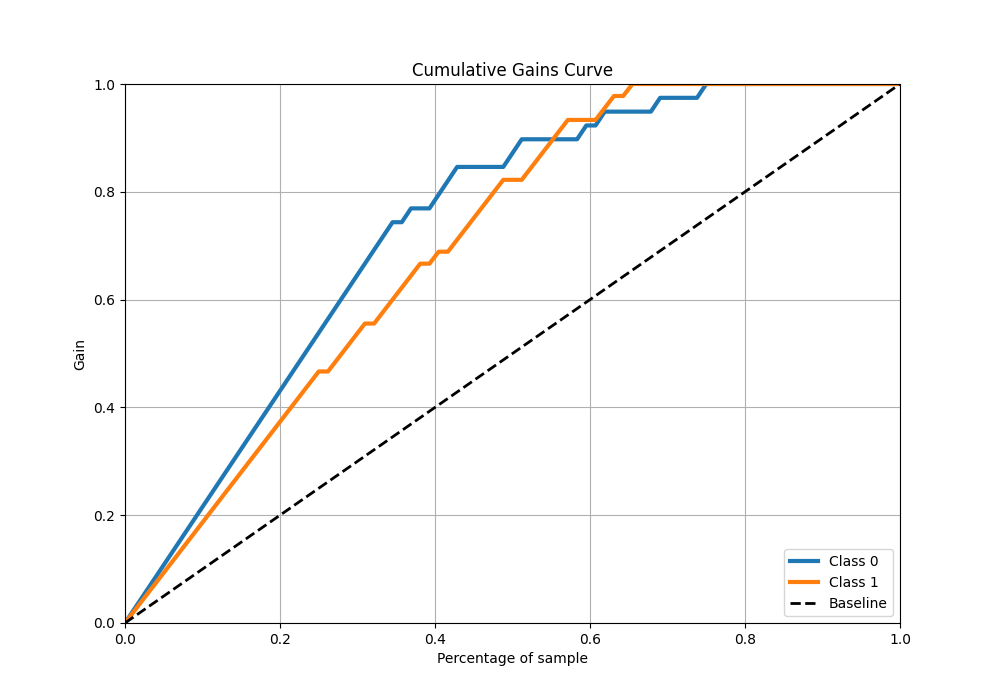 Cumulative Gains Curve
1.0
0.8
0.6
0.4
0.2
0.0
Gain
0.0 0.2 0.4 0.6 0.8 1.0
Percentage of sample
Class 0
Class 1
Baseline